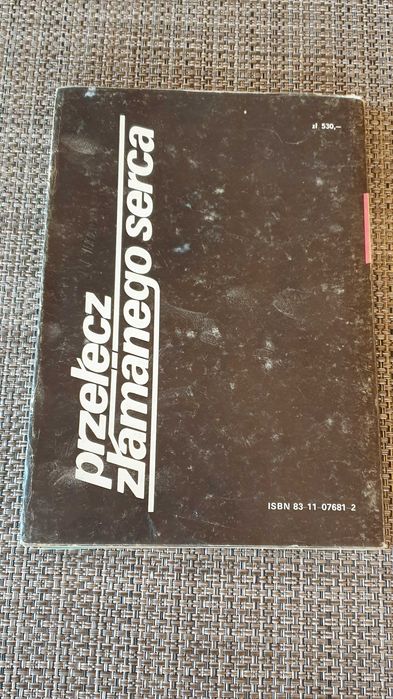 zł 530,—
przełęcz
złamanego serca
ISBN 83-11-07681-2